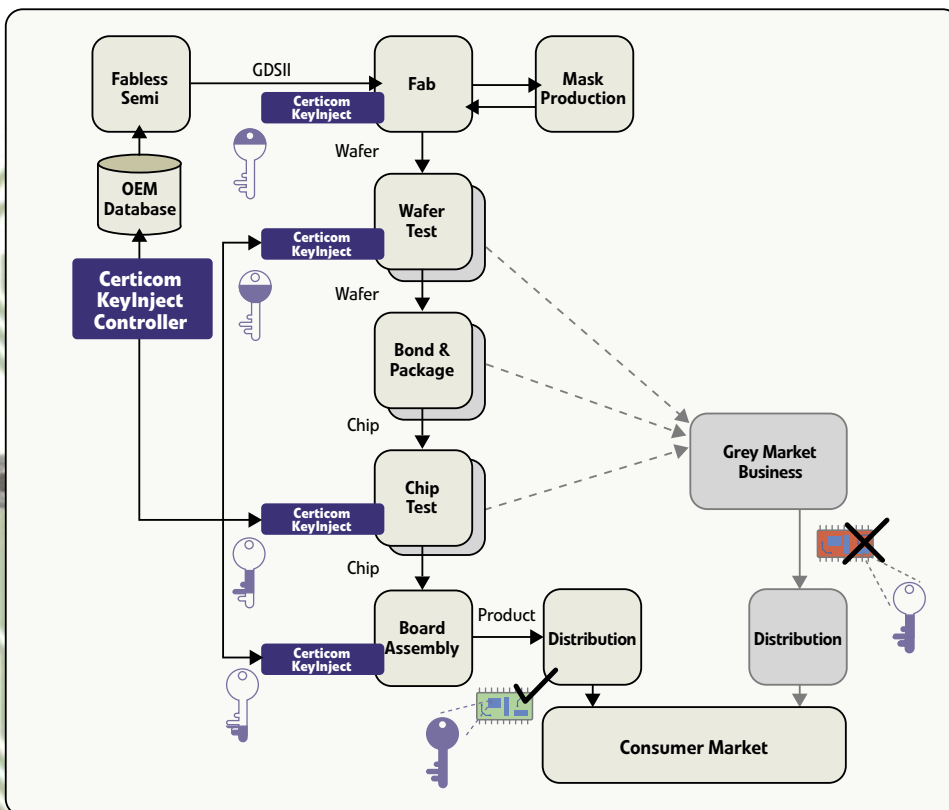 Fabless
Semi
GDSII
Fab
Mask
Production
Certicom
KeyInject
Wafer
OEM
Database
Wafer
Test
Certicom
KeyInject
Certicom
KeyInject
Controller
Wafer
Bond &
Package
Chip
Grey Market
Business
Chip
Test
Certicom
KeyInject
Chip
Board
Assembly
Product
Distribution
Distribution
Certicom
KeyInject
Consumer Market